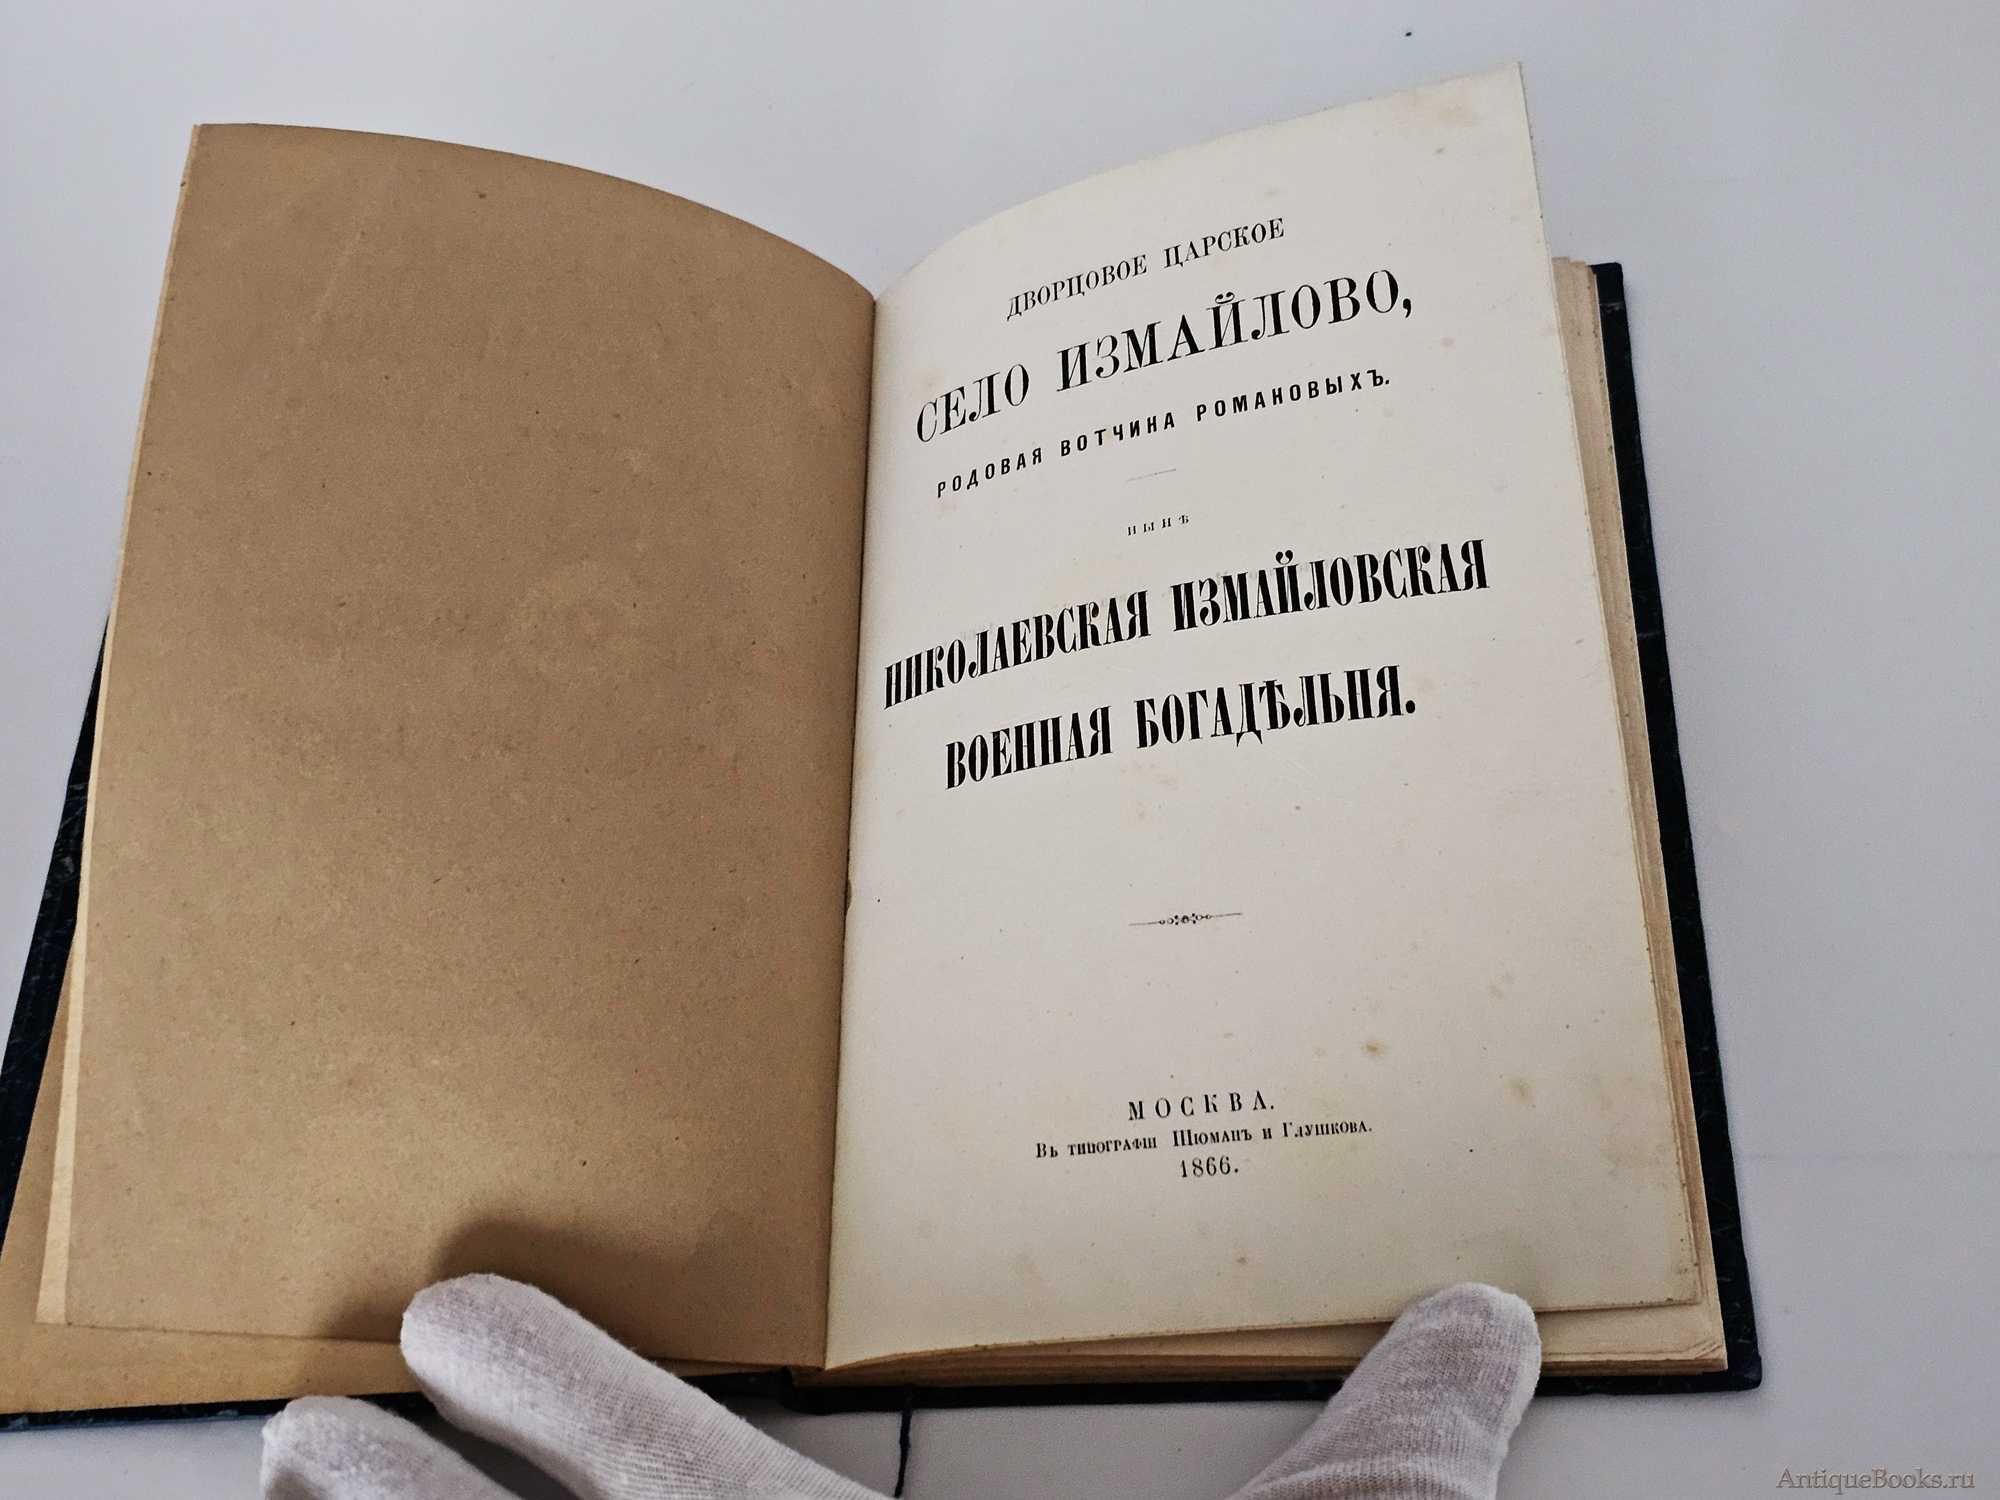 ДВОРЦОВОЕ ЦАРСКОЕ
СЕЛО ИЗМАЙЛОВО,
РОДОВАЯ ВОТЧИНА РОМАНОВЫХЪ.
НЫНѢ
НИКОЛАЕВСКАЯ ИЗМАЙЛОВСКАЯ
ВОЕННАЯ БОГАДѢЛЬНЯ.
МОСКВА.
Въ типографіи Шюманъ и Глушкова.
1866.
AntiqueBooks.ru